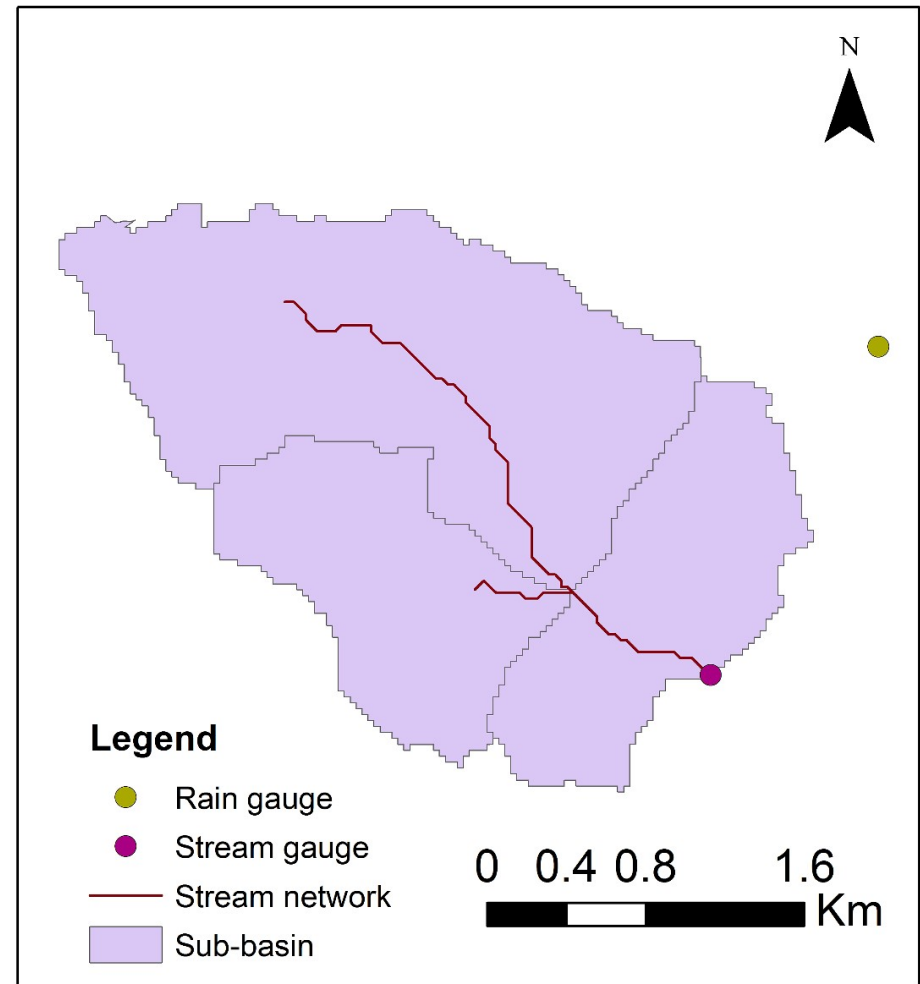 N
Legend
Rain gauge
Stream gauge
Stream network
Sub-basin
0 0.4 0.8 1.6
Km